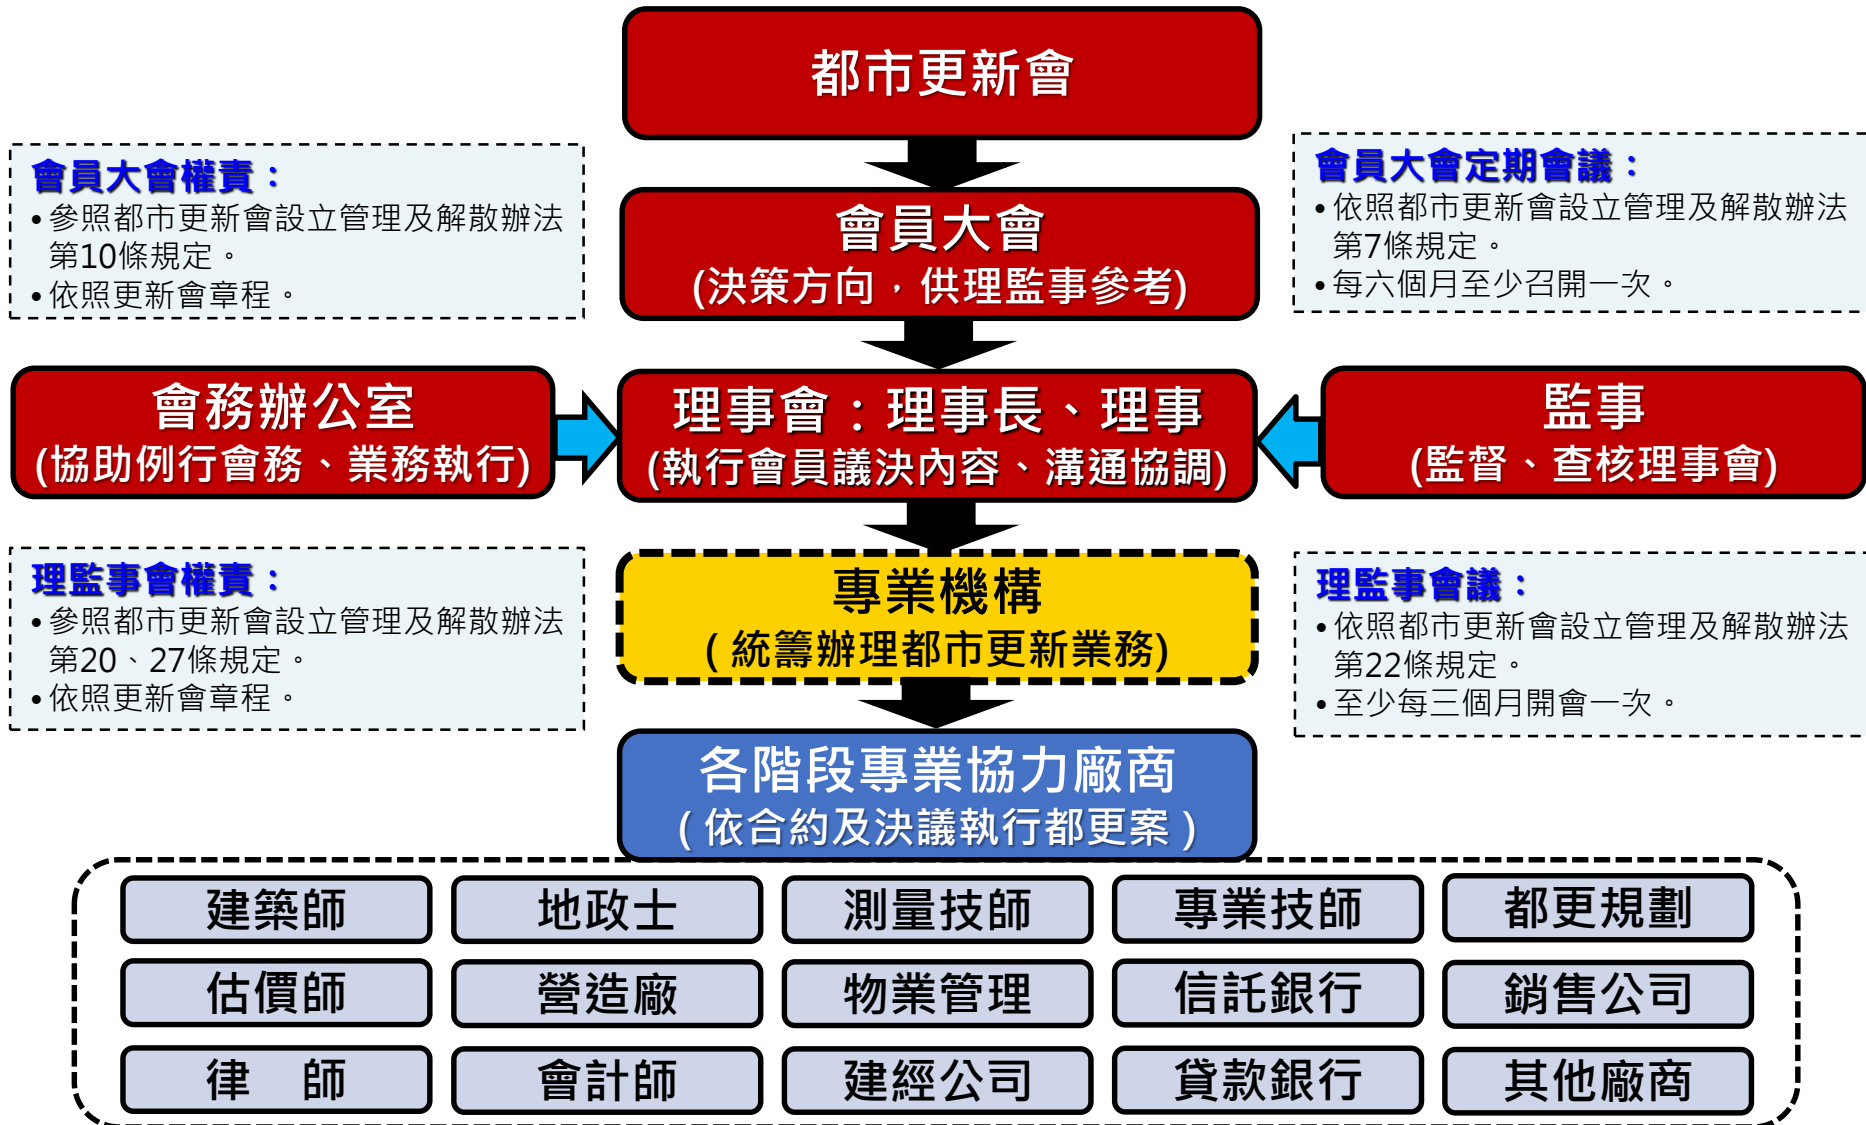 都市更新會
會員大會權責：
•參照都市更新會設立管理及解散辦法
第10條規定。
•依照更新會章程。
會員大會
(決策方向，供理監事參考)
會員大會定期會議：
•依照都市更新會設立管理及解散辦法
第7條規定。
•每六個月至少召開一次。
會務辦公室
(協助例行會務、業務執行)
理事會：理事長、理事
(執行會員議決內容、溝通協調)
監事
(監督、查核理事會)
理監事會權責：
•參照都市更新會設立管理及解散辦法
第20、27條規定。
•依照更新會章程。
專業機構
(統籌辦理都市更新業務)
理監事會議：
•依照都市更新會設立管理及解散辦法
第22條規定。
•至少每三個月開會一次。
各階段專業協力廠商
(依合約及決議執行都更案)
建築師 地政士 測量技師 專業技師 都更規劃
估價師 營造廠 物業管理 信託銀行 銷售公司
律　師 會計師 建經公司 貸款銀行 其他廠商